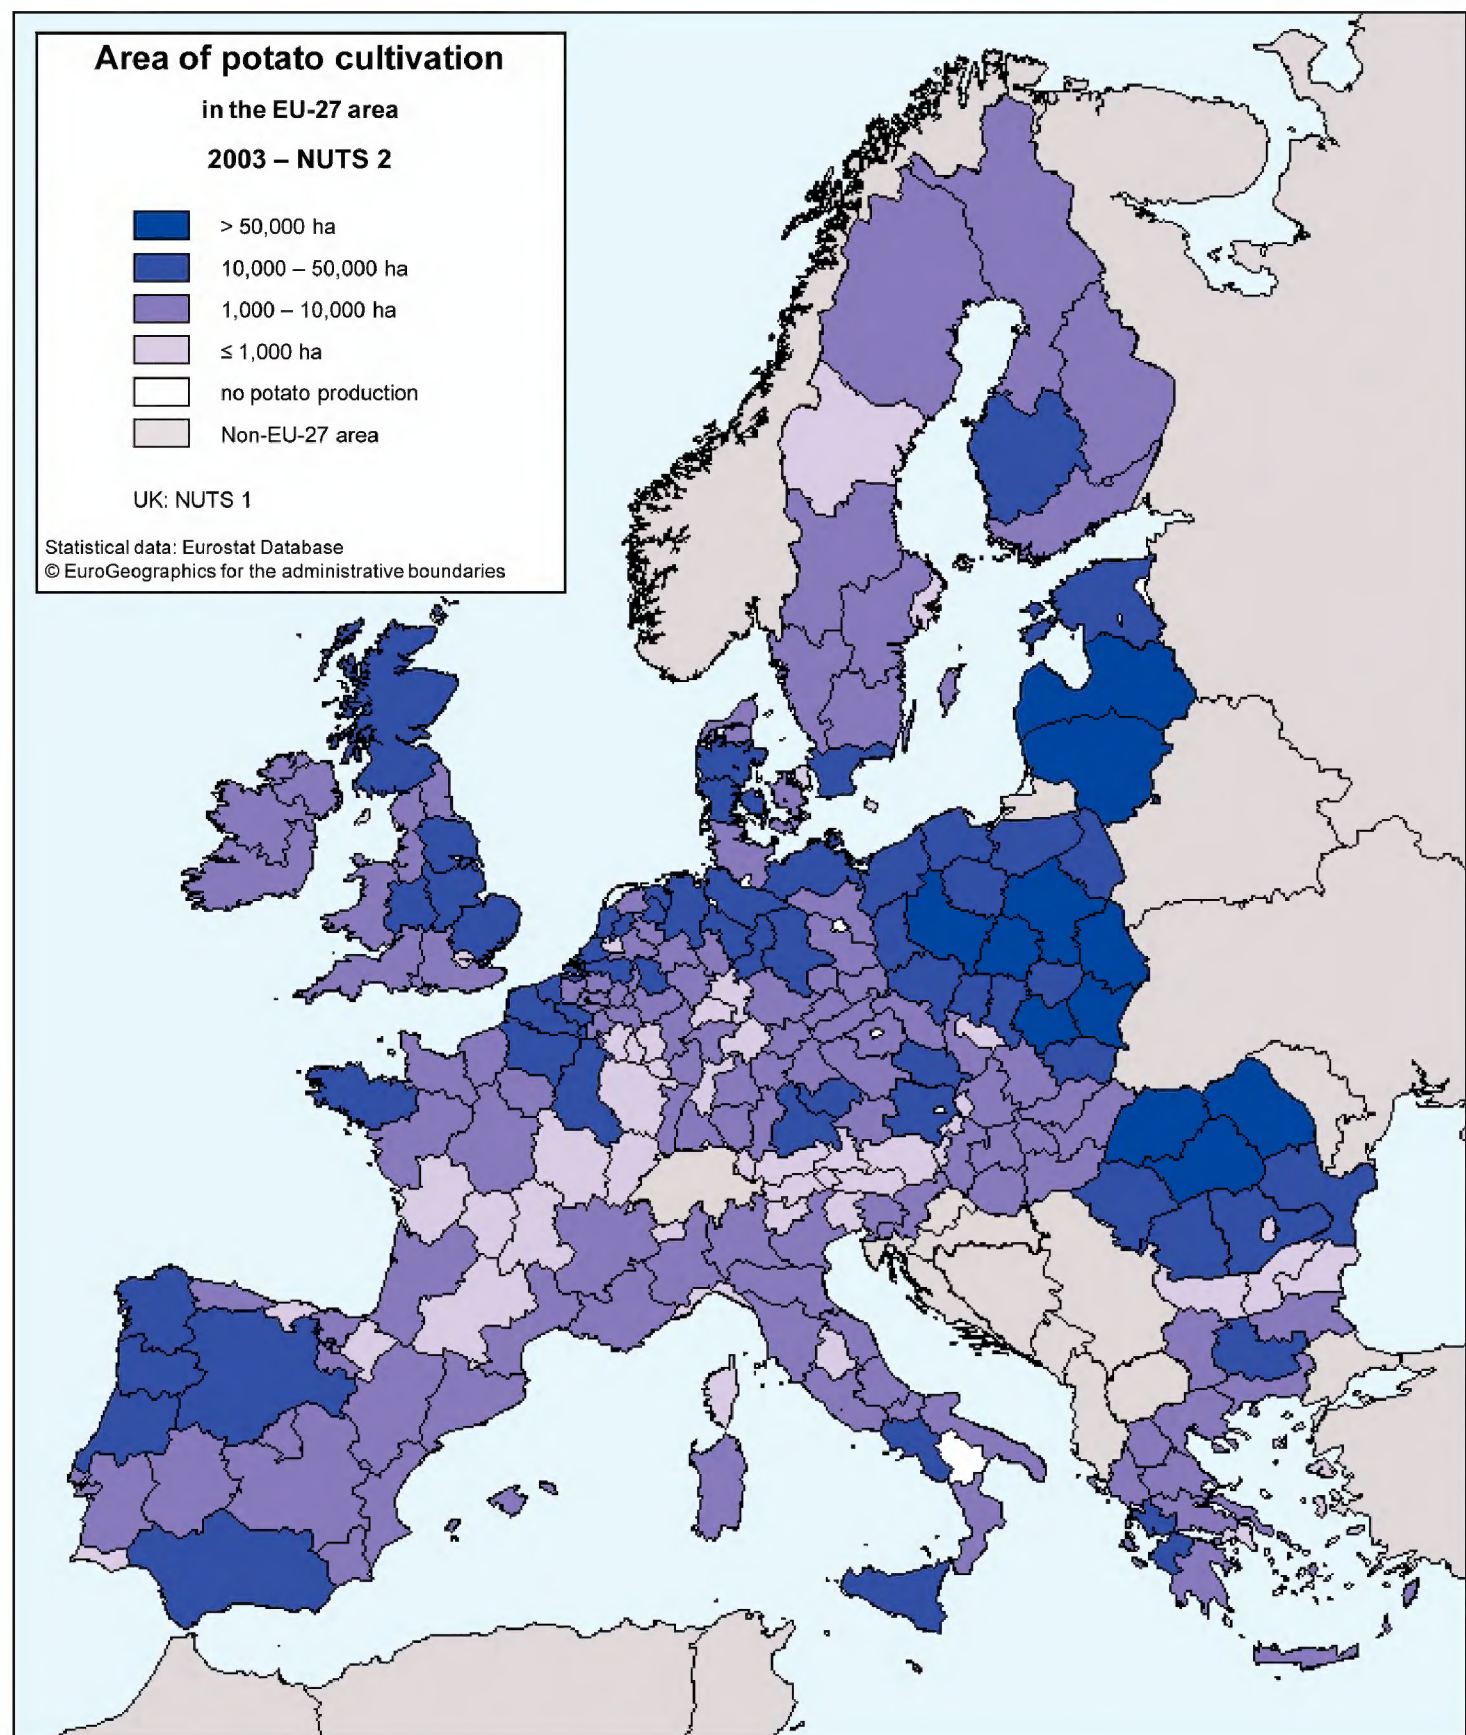 Area of potato cultivation
in the EU-27 area
2003 – NUTS 2
> 50,000 ha
10,000 – 50,000 ha
1,000 – 10,000 ha
≤ 1,000 ha
no potato production
Non-EU-27 area
UK: NUTS 1
Statistical data: Eurostat Database
© EuroGeographics for the administrative boundaries